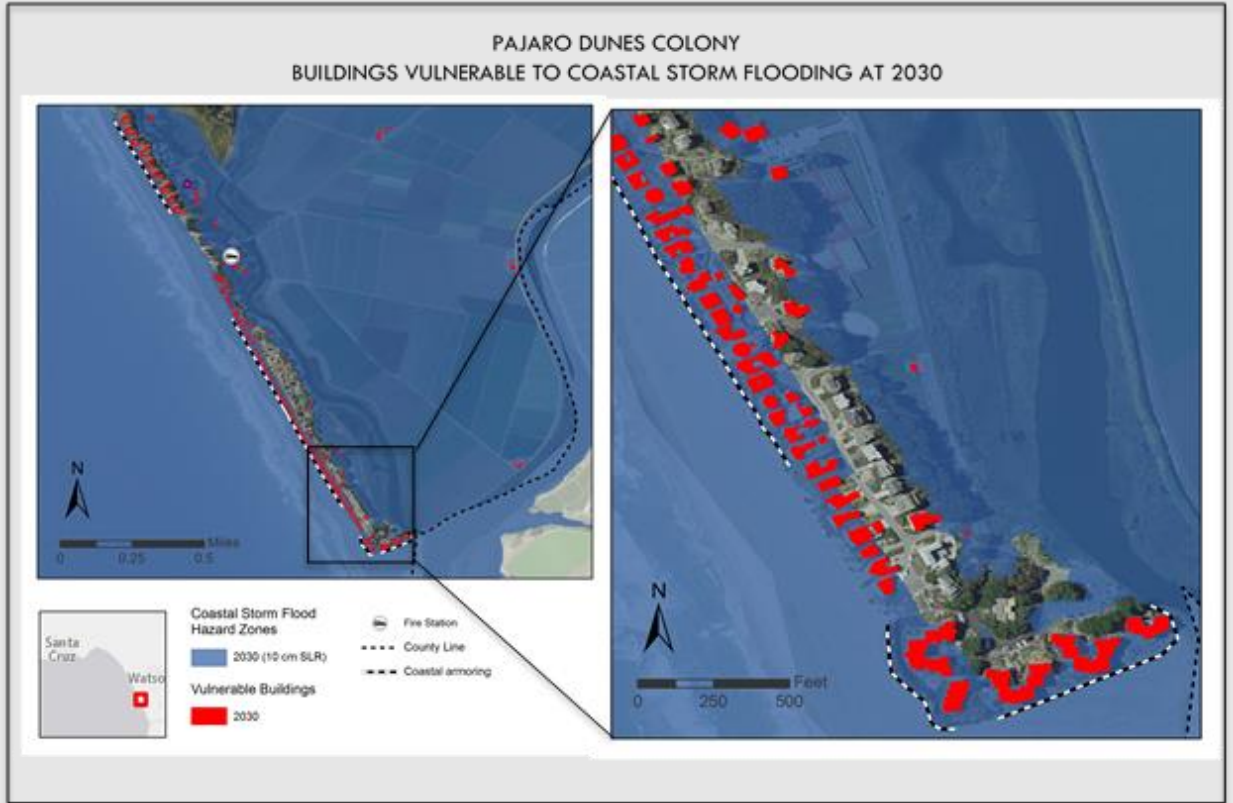 PAJARO DUNES COLONY
BUILDINGS VULNERABLE TO COASTAL STORM FLOODING AT 2030
N
Miles
0 0.25 0.5
N
Feet
0 250 500
Santa
Cruz
Watso
Coastal Storm Flood
Hazard Zones
2030 (10 cm SLR)
Vulnerable Buildings
2030
Fire Station
County Line
Coastal armoring